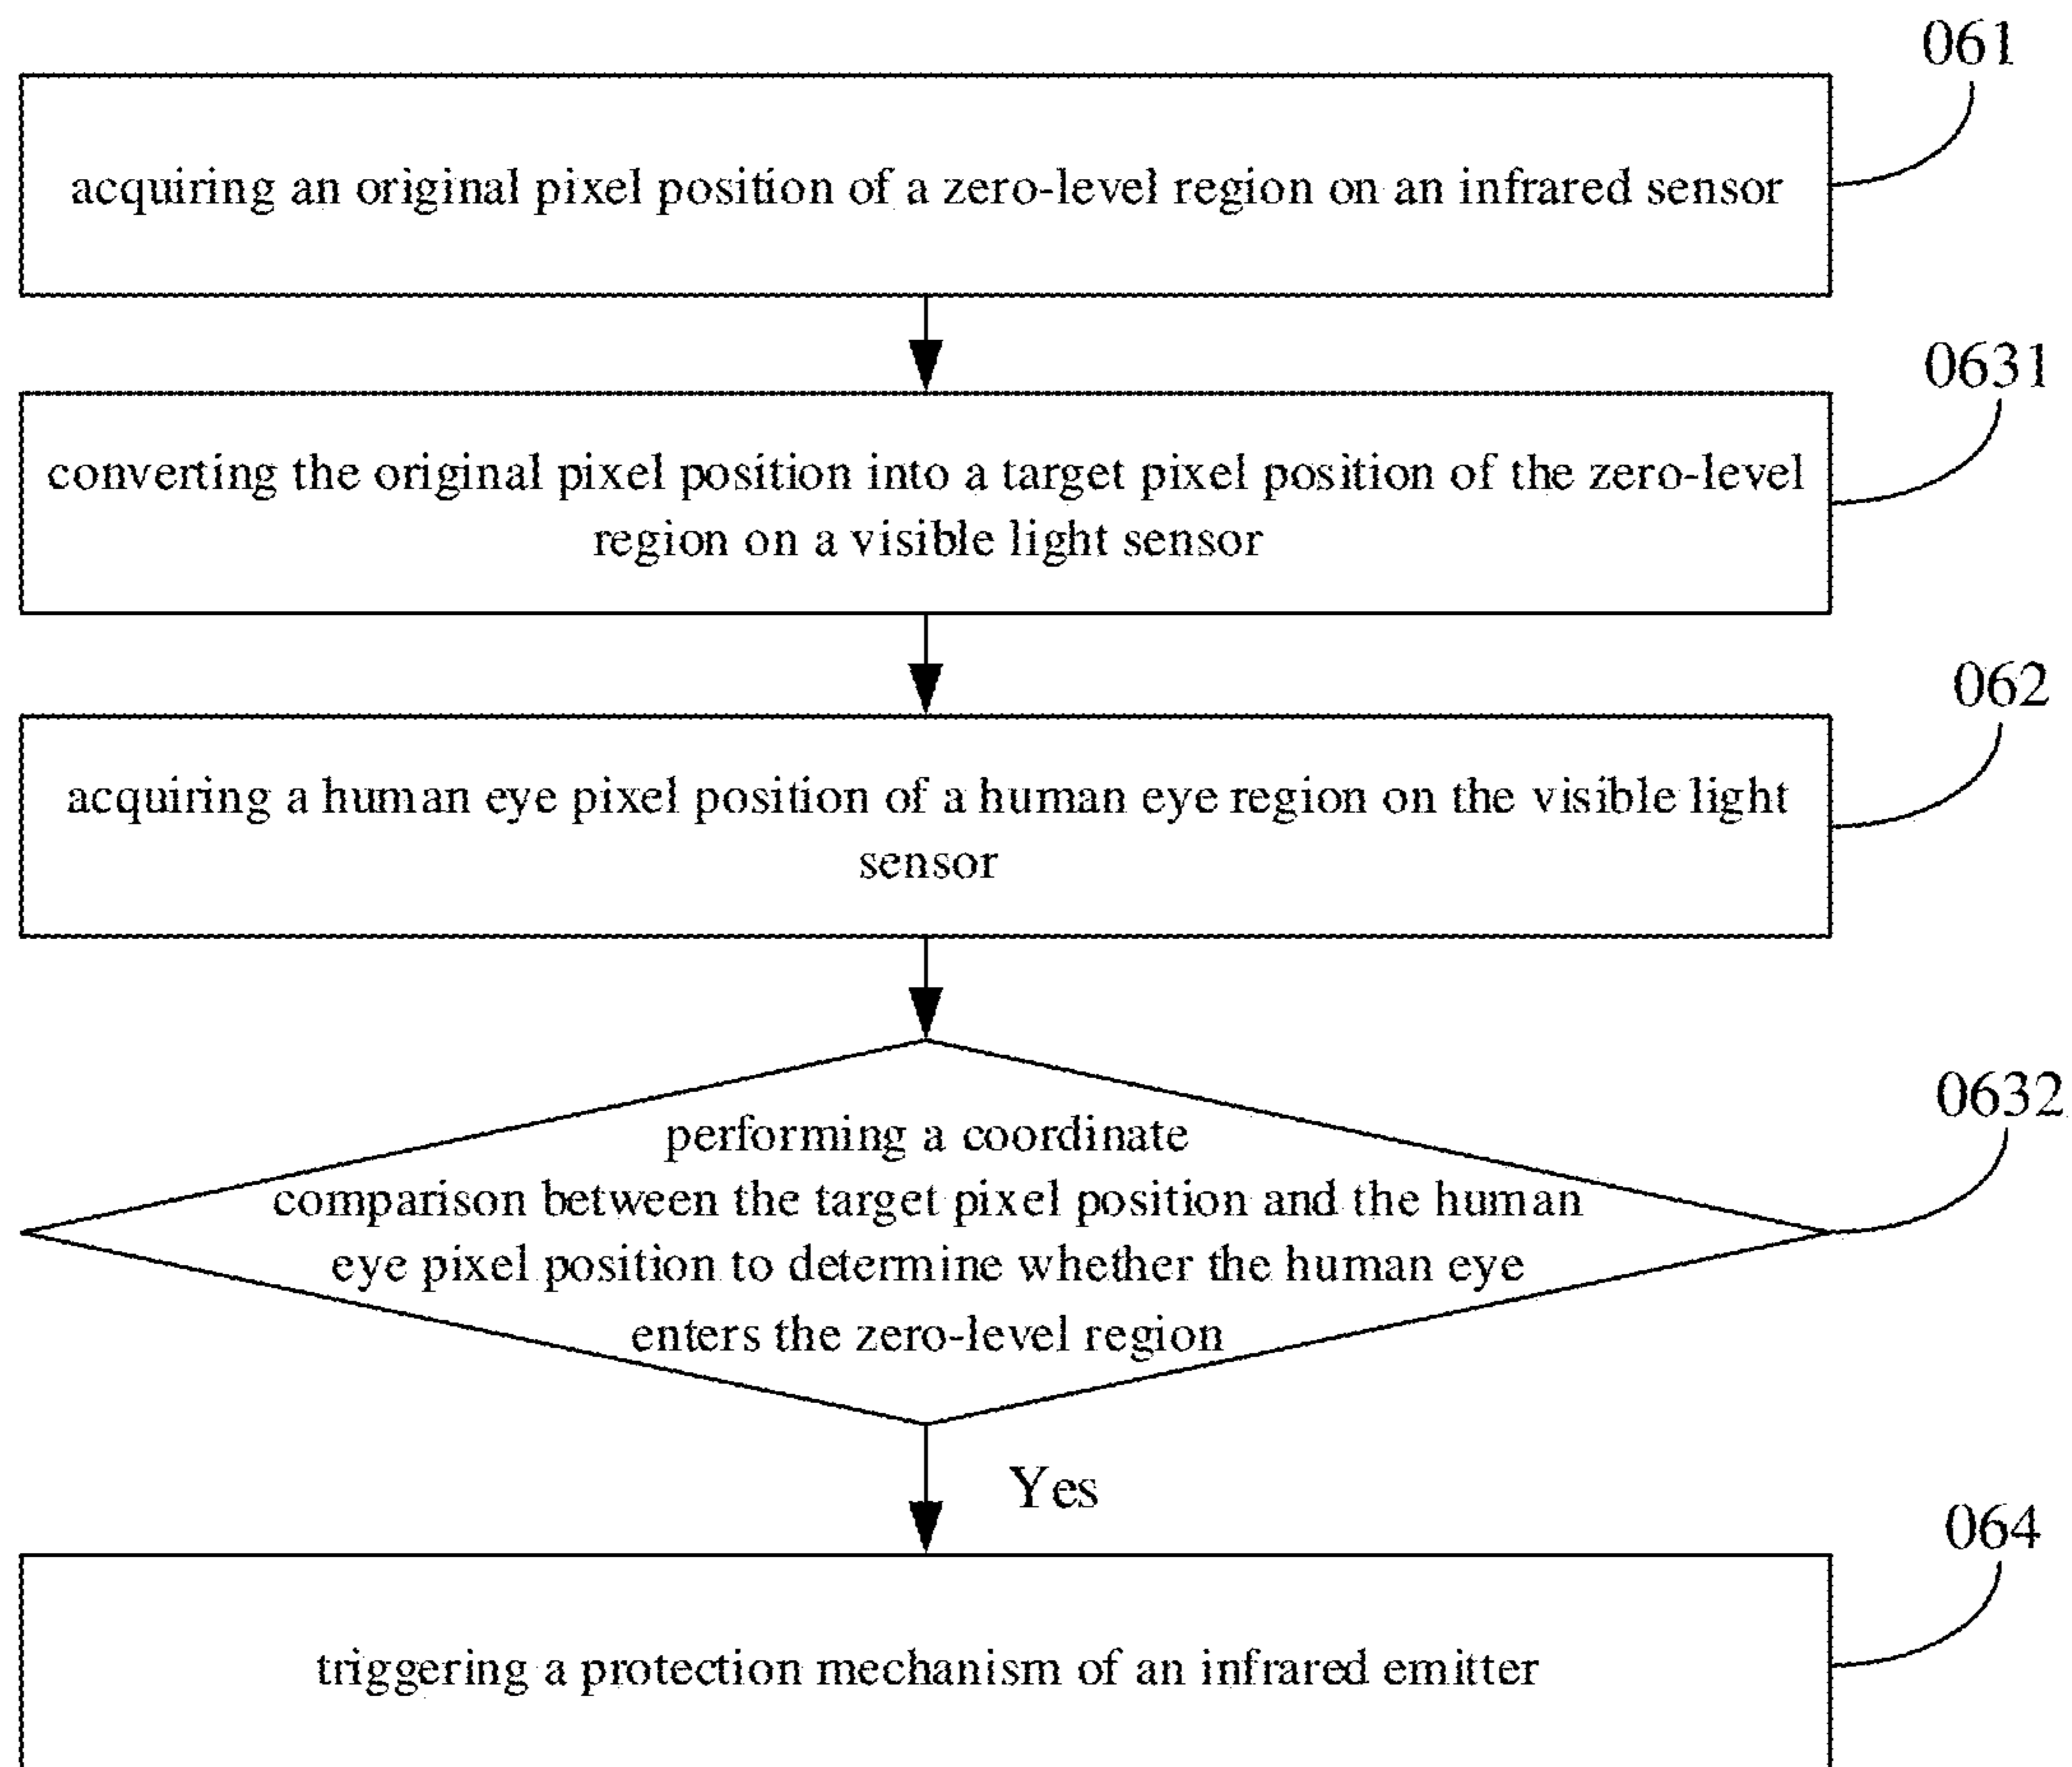 061
acquiring an original pixel position of a zero-level region on an infrared sensor
0631
converting the original pixel position into a target pixel position of the zero-level
region on a visible light sensor
062
acquiring a human eye pixel position of a human eye region on the visible light
sensor
0632
performing a coordinate
comparison between the target pixel position and the human
eye pixel position to determine whether the human eye
enters the zero-level region
Yes
064
triggering a protection mechanism of an infrared emitter